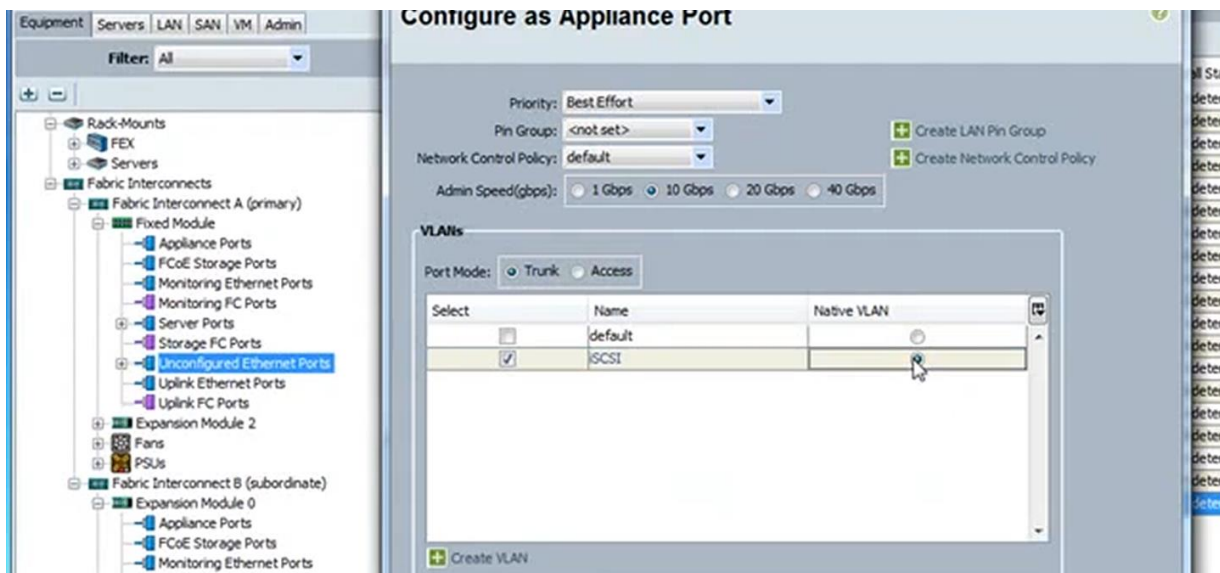 Equipment Servers LAN SAN VM Admin
Filter: All
Rack-Mounts
FEX
Servers
Fabric Interconnects
Fabric Interconnect A (primary)
Fixed Module
Appliance Ports
FCoE Storage Ports
Monitoring Ethernet Ports
Monitoring FC Ports
Server Ports
Storage FC Ports
Unconfigured Ethernet Ports
Uplink Ethernet Ports
Uplink FC Ports
Expansion Module 2
Fans
PSUs
Fabric Interconnect B (subordinate)
Expansion Module 0
Appliance Ports
FCoE Storage Ports
Monitoring Ethernet Ports
Configure as Appliance Port
Priority: Best Effort
Pin Group: <not set> Create LAN Pin Group
Network Control Policy: default Create Network Control Policy
Admin Speed(gbps): 1 Gbps 10 Gbps 20 Gbps 40 Gbps
VLANs
Port Mode: Trunk Access
Select Name Native VLAN
default
iSCSI
Create VLAN